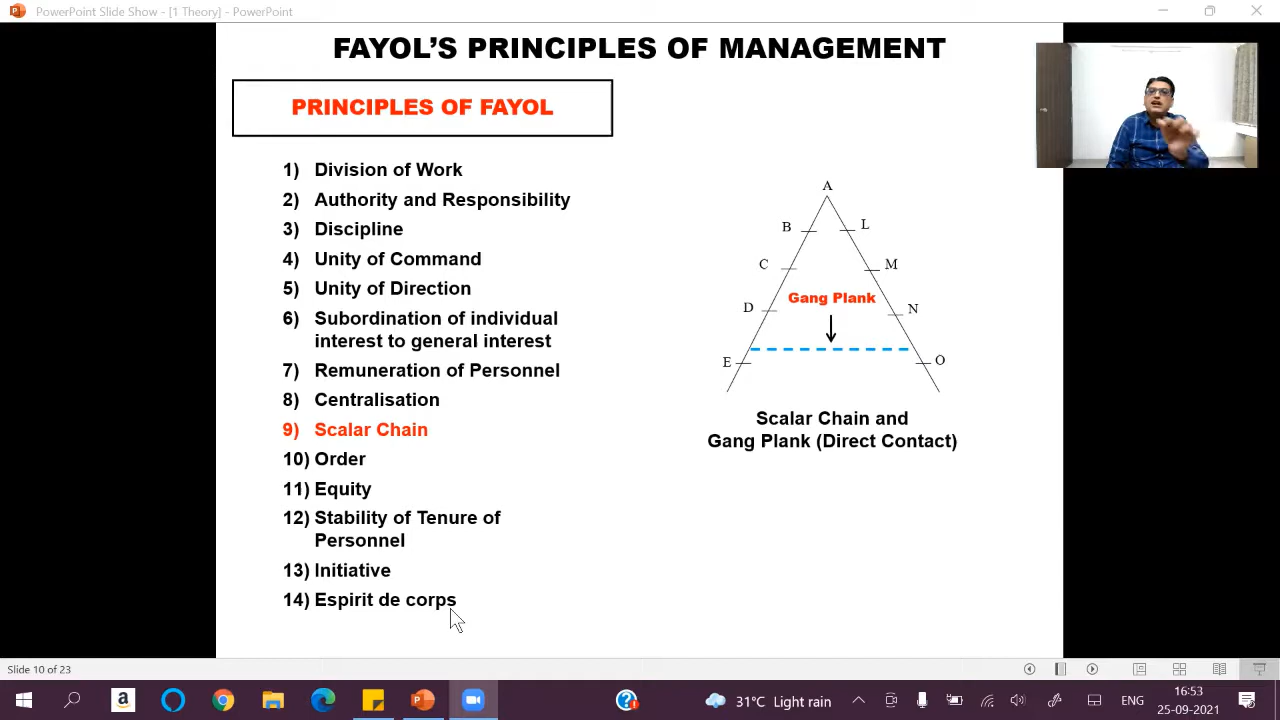 PowerPoint Slide Show - [1 Theory] - PowerPoint
FAYOL'S PRINCIPLES OF MANAGEMENT
PRINCIPLES OF FAYOL
1) Division of Work
2) Authority and Responsibility
3) Discipline
4) Unity of Command
5) Unity of Direction
6) Subordination of individual
interest to general interest
7) Remuneration of Personnel
8) Centralisation
9) Scalar Chain
10) Order
11) Equity
12) Stability of Tenure of
Personnel
13) Initiative
14) Espirit de corps
A
B L
C M
Gang Plank
D N
E O
Scalar Chain and
Gang Plank (Direct Contact)
Slide 10 of 23
31°C Light rain
ENG
16:53
25-09-2021